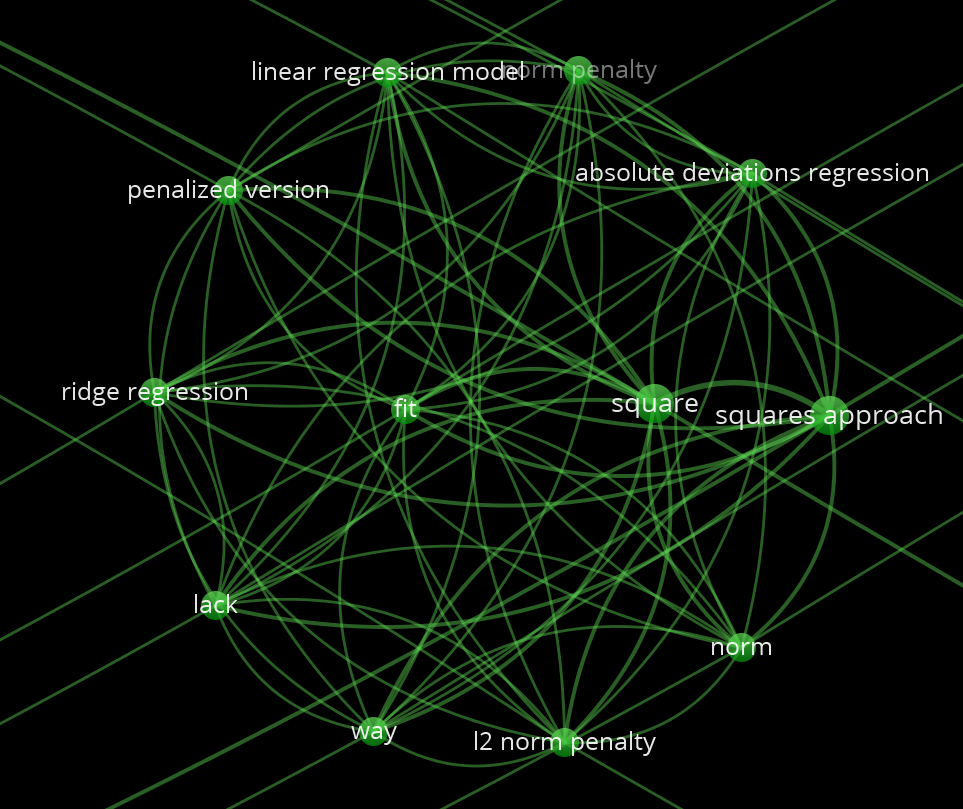 linear regression model
norm penalty
absolute deviations regression
penalized version
ridge regression
fit
square
squares approach
lack
norm
way
l2 norm penalty